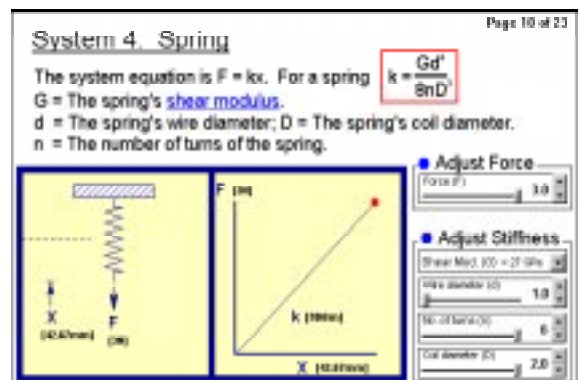 Page 10 of 23
System 4: Spring
The system equation is F = kx. For a spring k = Gd⁴ / 8nD³
G = The spring's shear modulus.
d = The spring's wire diameter; D = The spring's coil diameter.
n = The number of turns of the spring.
Adjust Force
Force (F) 3.0
Adjust Stiffness
Shear Mod. (G) = 27 GPa
Wire diameter (d) 1.0
No. of turns (n) 6
Coil diameter (D) 2.0
X
F
F
k
X